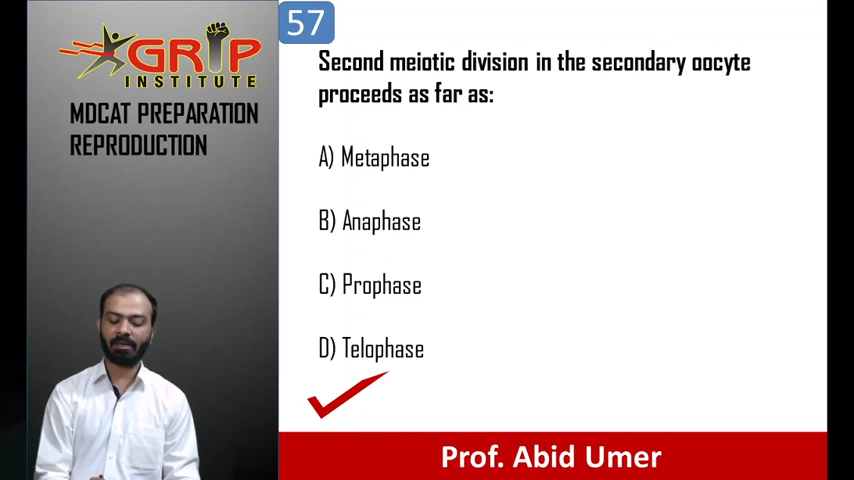 GRIP
INSTITUTE
MDCAT PREPARATION
REPRODUCTION
57
Second meiotic division in the secondary oocyte
proceeds as far as:
A) Metaphase
B) Anaphase
C) Prophase
D) Telophase
Prof. Abid Umer